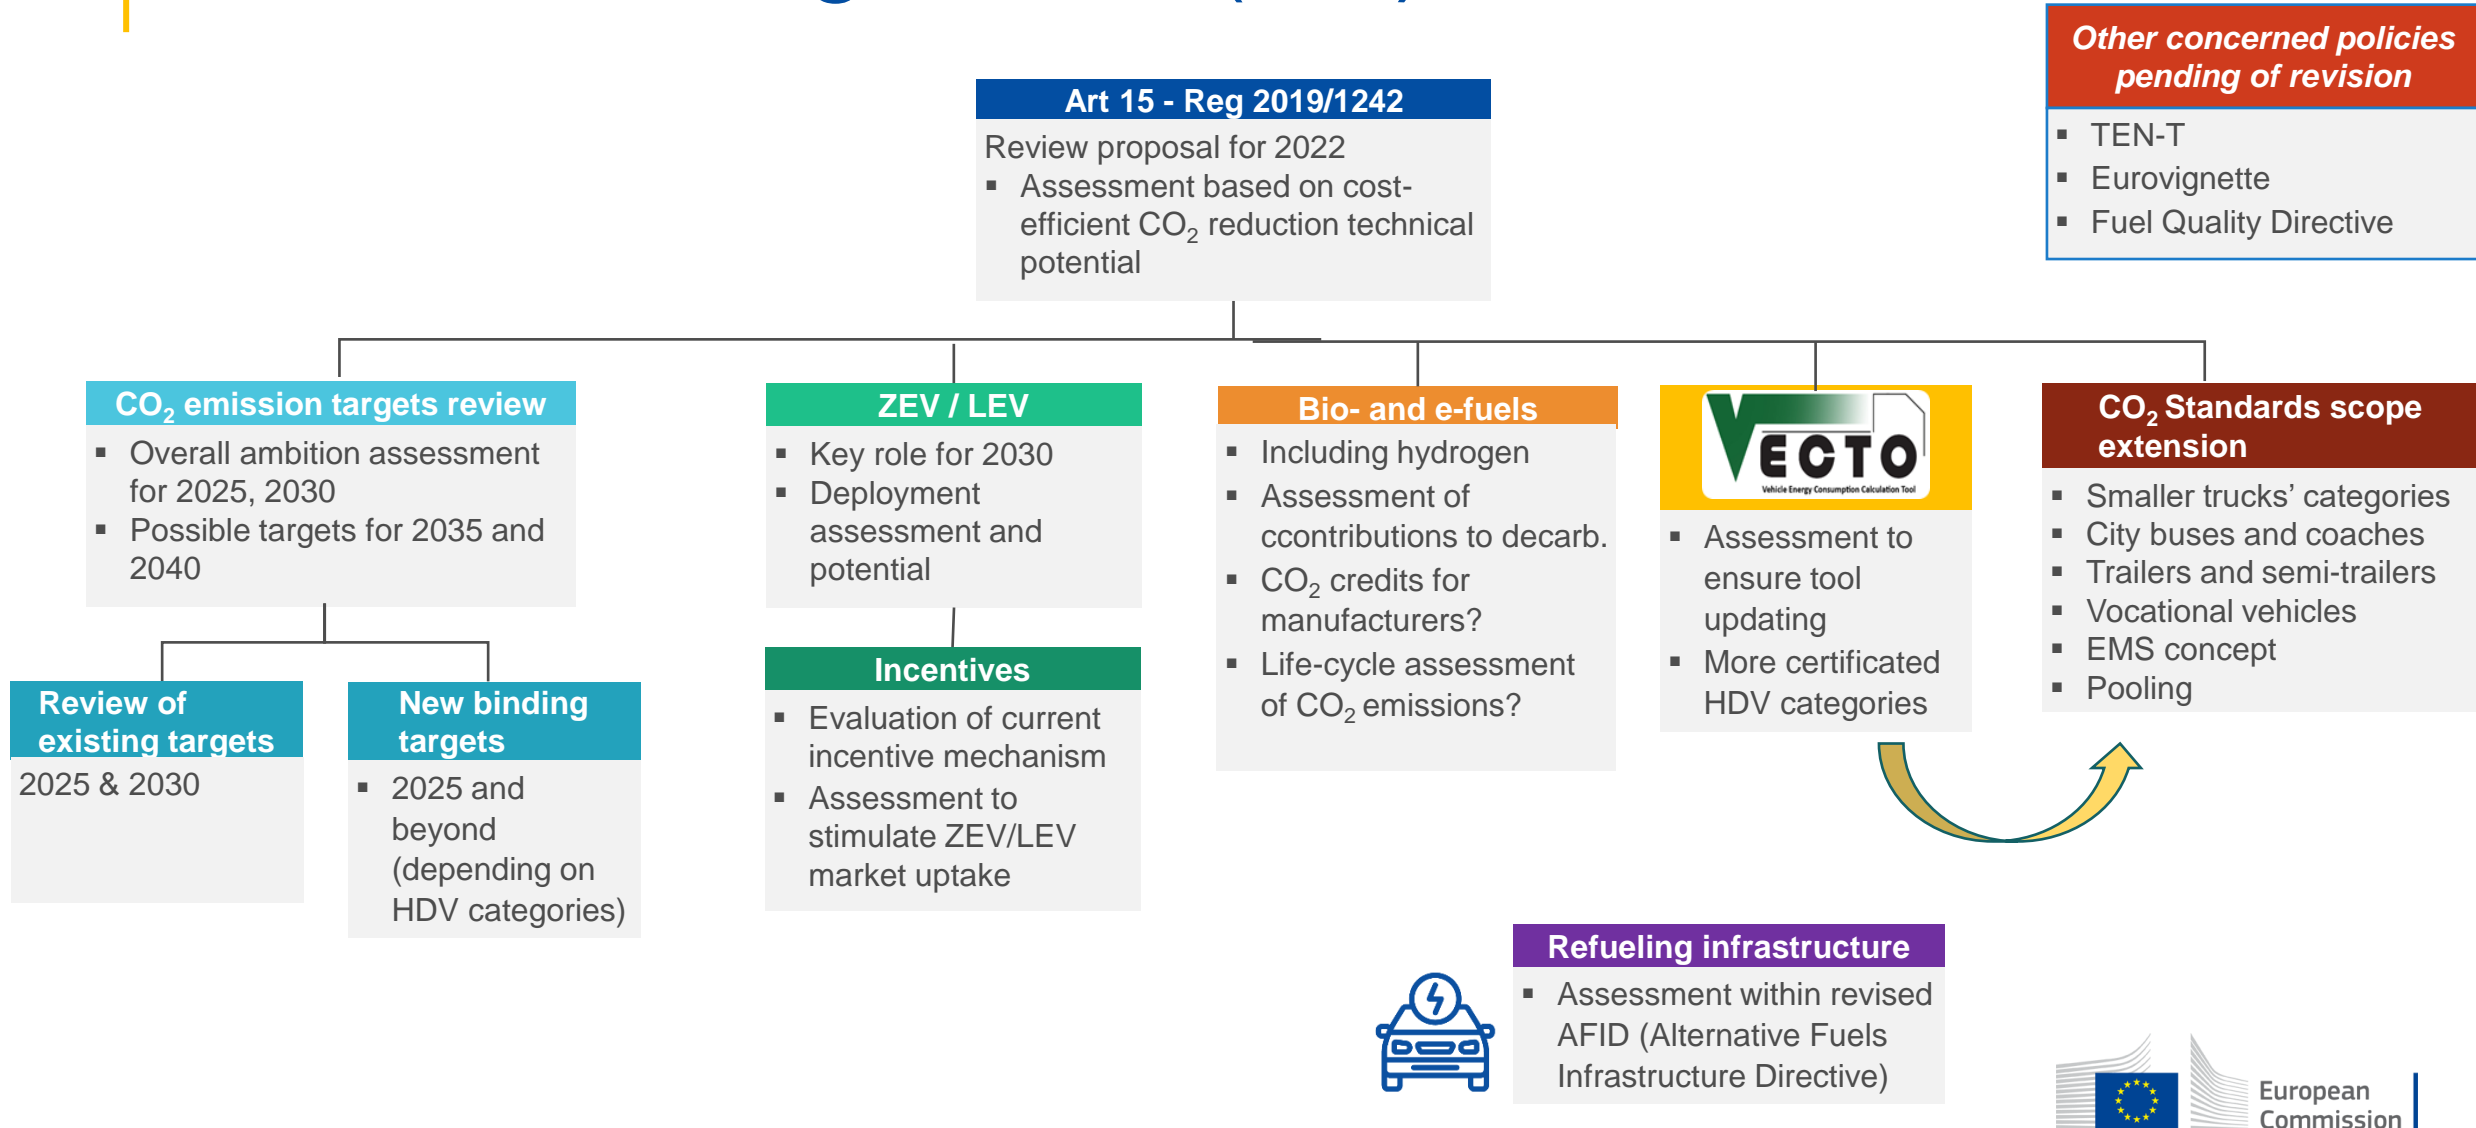 Other concerned policies
pending of revision
▪ TEN-T
▪ Eurovignette
▪ Fuel Quality Directive
Art 15 - Reg 2019/1242
Review proposal for 2022
▪ Assessment based on cost-
efficient CO₂ reduction technical
potential
CO₂ emission targets review
▪ Overall ambition assessment
for 2025, 2030
▪ Possible targets for 2035 and
2040
Review of
existing targets
2025 & 2030
New binding
targets
▪ 2025 and
beyond
(depending on
HDV categories)
ZEV / LEV
▪ Key role for 2030
▪ Deployment
assessment and
potential
Incentives
▪ Evaluation of current
incentive mechanism
▪ Assessment to
stimulate ZEV/LEV
market uptake
Bio- and e-fuels
▪ Including hydrogen
▪ Assessment of
ccontributions to decarb.
▪ CO₂ credits for
manufacturers?
▪ Life-cycle assessment
of CO₂ emissions?
VECTO
Vehicle Energy Consumption Calculation Tool
▪ Assessment to
ensure tool
updating
▪ More certificated
HDV categories
CO₂ Standards scope
extension
▪ Smaller trucks’ categories
▪ City buses and coaches
▪ Trailers and semi-trailers
▪ Vocational vehicles
▪ EMS concept
▪ Pooling
Refueling infrastructure
▪ Assessment within revised
AFID (Alternative Fuels
Infrastructure Directive)
European
Commission